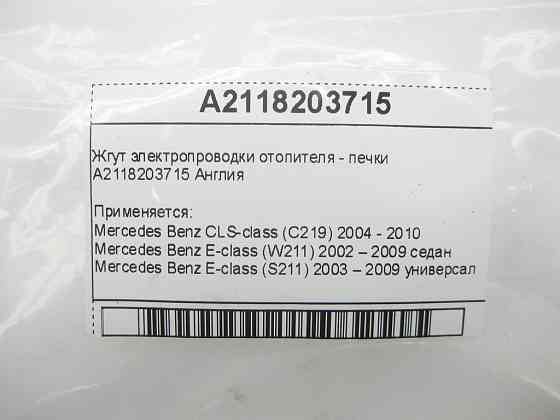 A2118203715
Жгут электропроводки отопителя - печки
A2118203715 Англия
Применяется:
Mercedes Benz CLS-class (C219) 2004 - 2010
Mercedes Benz E-class (W211) 2002 – 2009 седан
Mercedes Benz E-class (S211) 2003 – 2009 универсал